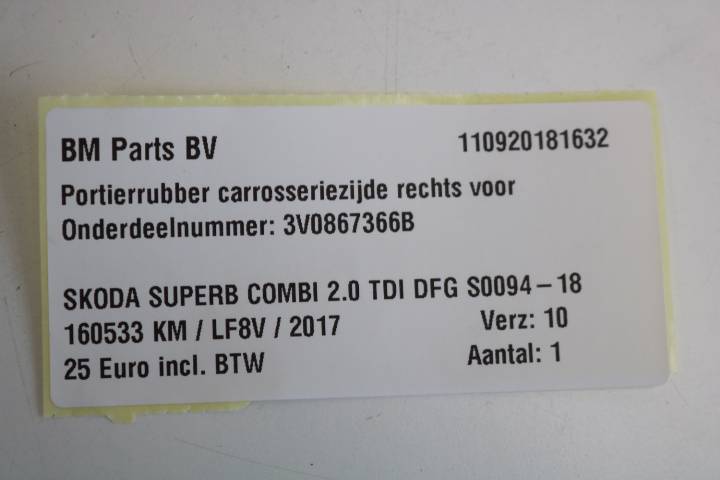 BM Parts BV 110920181632
Portierrubber carrosseriezijde rechts voor
Onderdeelnummer: 3V0867366B
SKODA SUPERB COMBI 2.0 TDI DFG S0094-18
160533 KM / LF8V / 2017 Verz: 10
25 Euro incl. BTW Aantal: 1